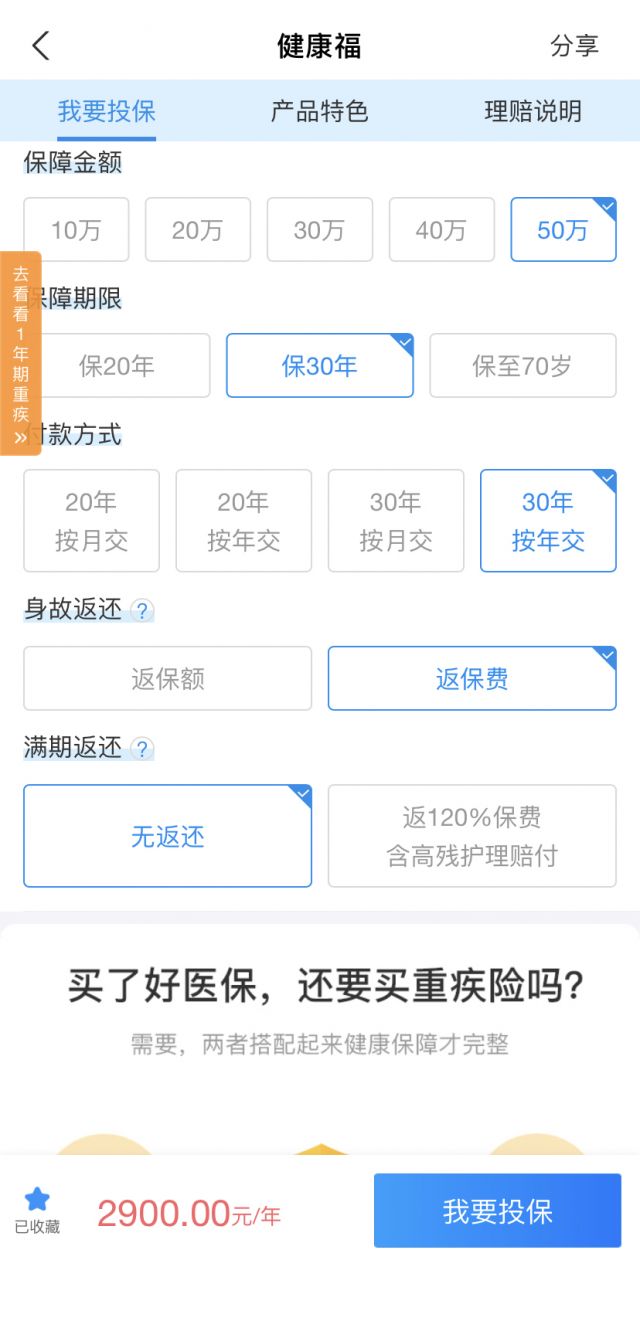 健康福
分享
我要投保
产品特色
理赔说明
保障金额
10万
20万
30万
40万
50万
去看看1年期重疾»
保障期限
保20年
保30年
保至70岁
付款方式
20年
按月交
20年
按年交
30年
按月交
30年
按年交
身故返还 ?
返保额
返保费
满期返还 ?
无返还
返120%保费
含高残护理赔付
买了好医保，还要买重疾险吗?
需要，两者搭配起来健康保障才完整
已收藏
2900.00元/年
我要投保